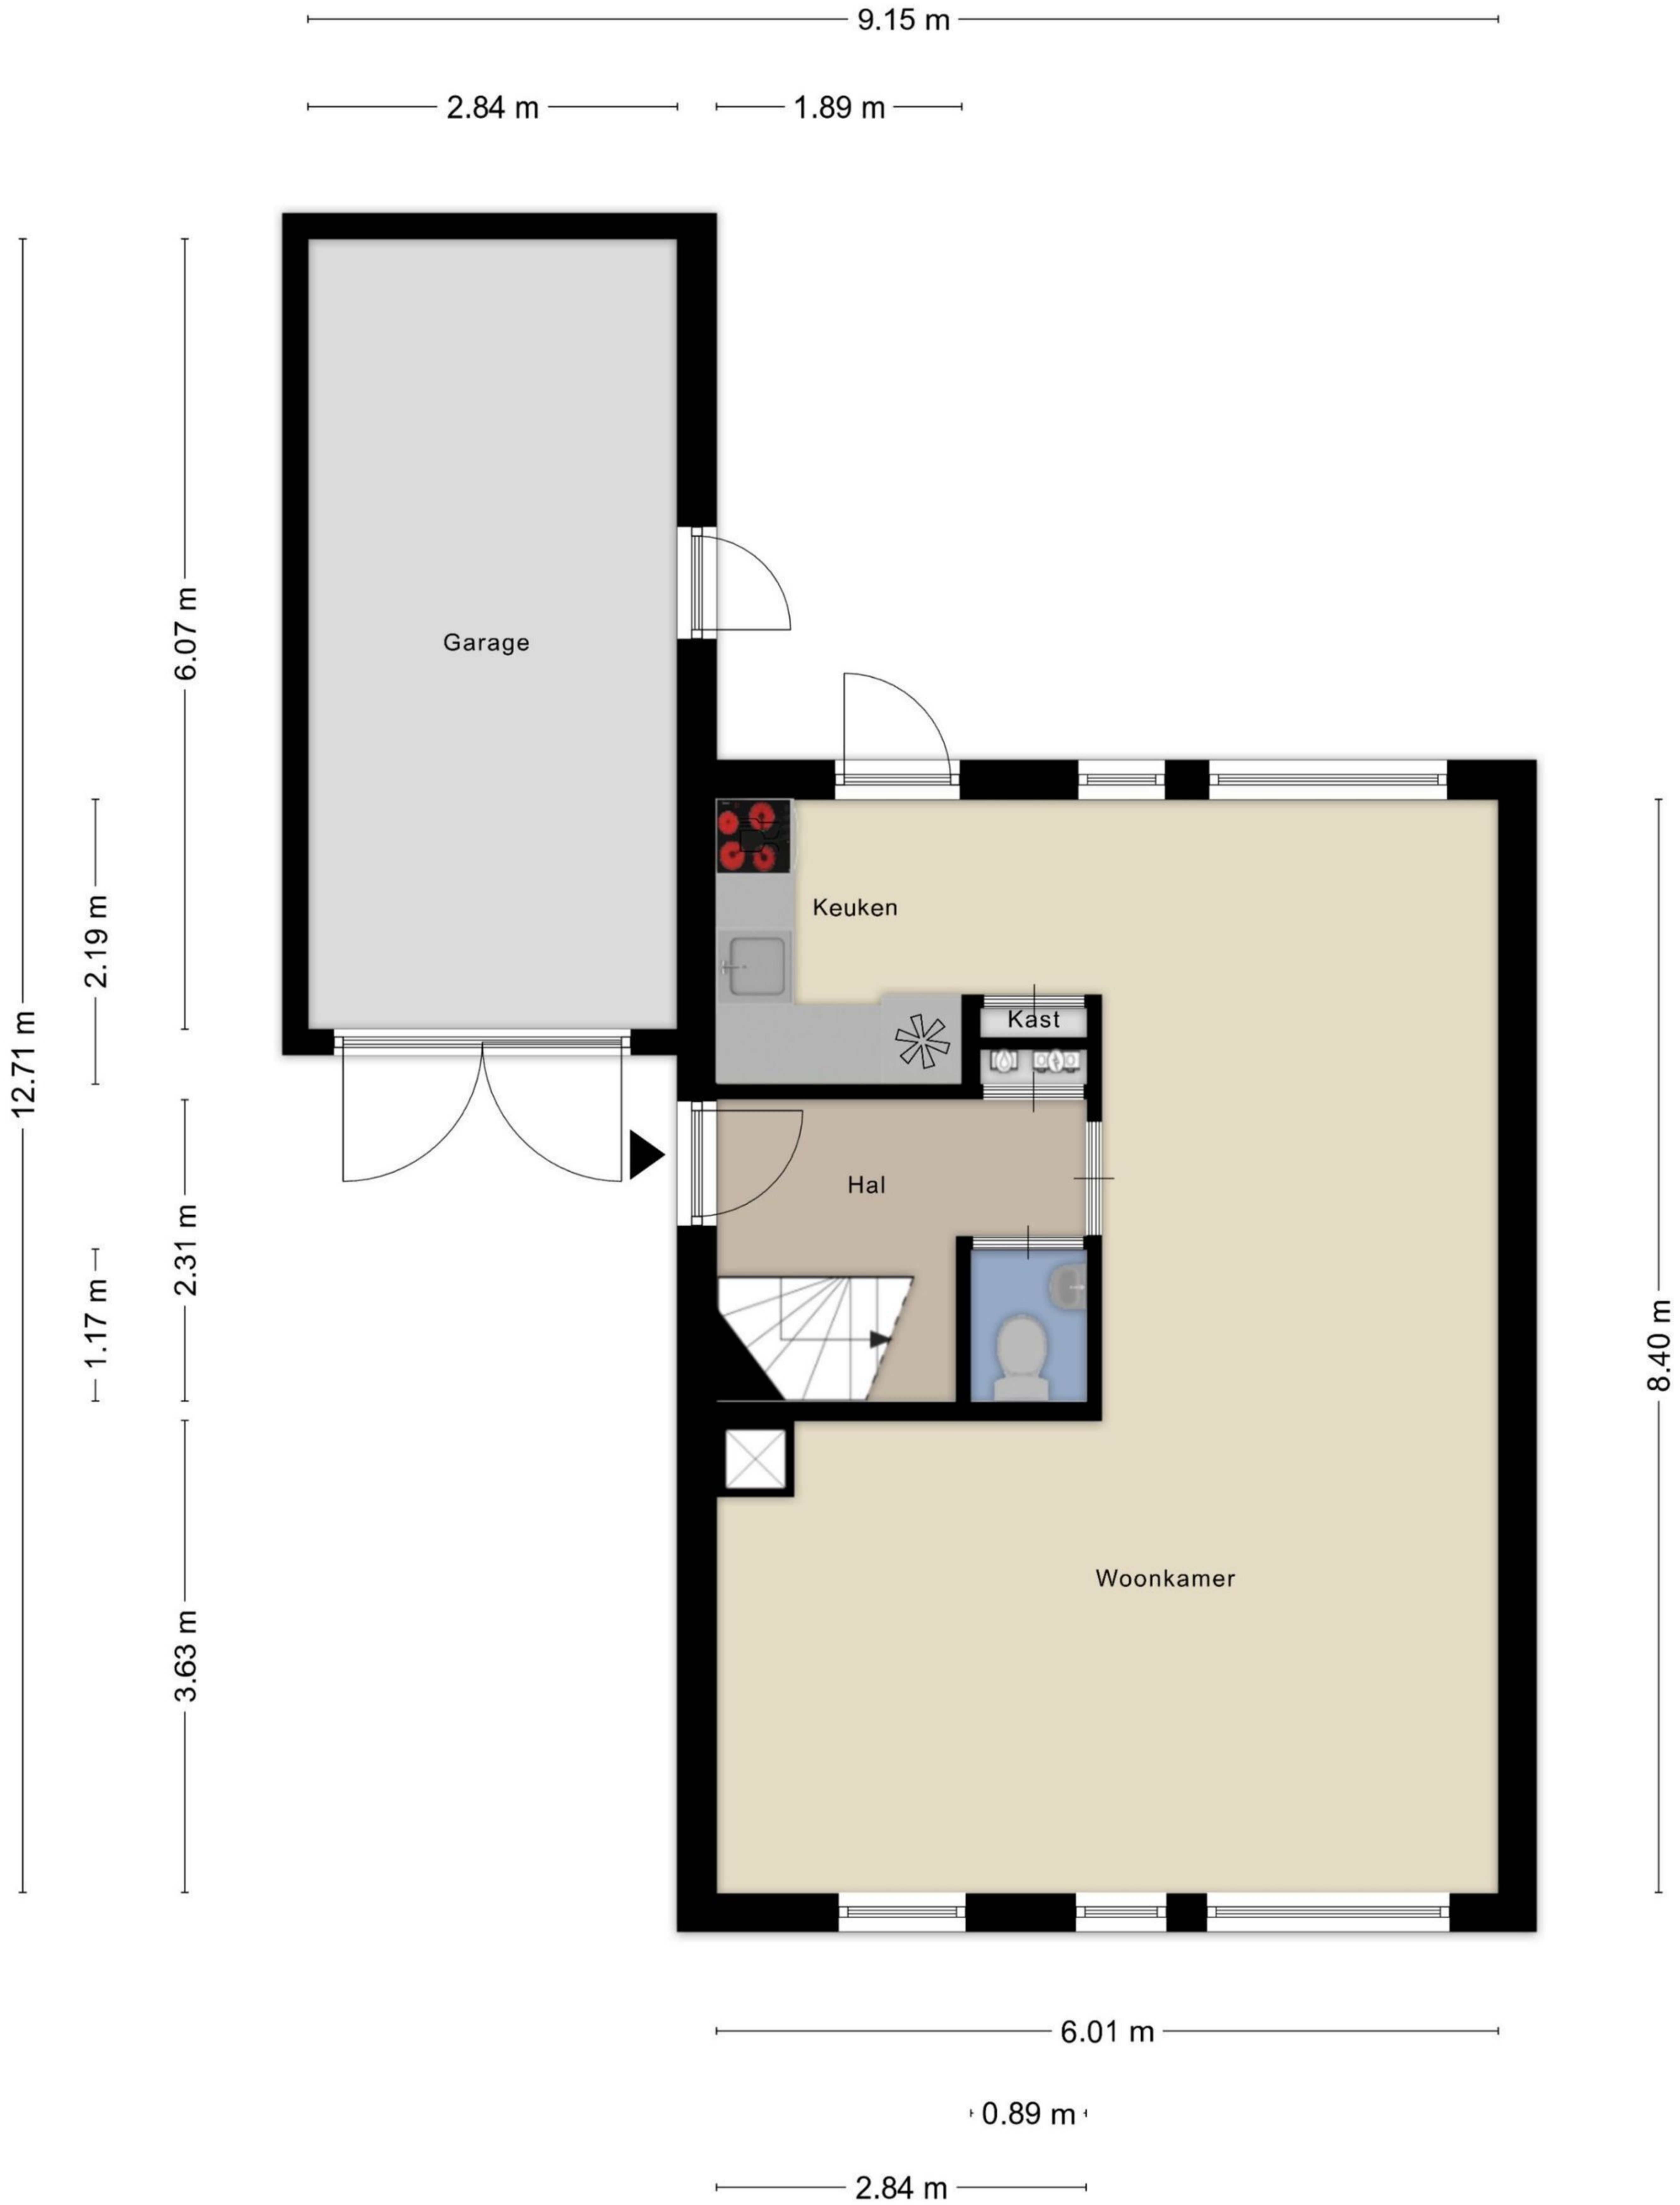 9.15 m
2.84 m
1.89 m
Garage
6.07 m
Keuken
2.19 m
Kast
12.71 m
Hal
2.31 m
1.17 m
8.40 m
Woonkamer
3.63 m
6.01 m
0.89 m
2.84 m